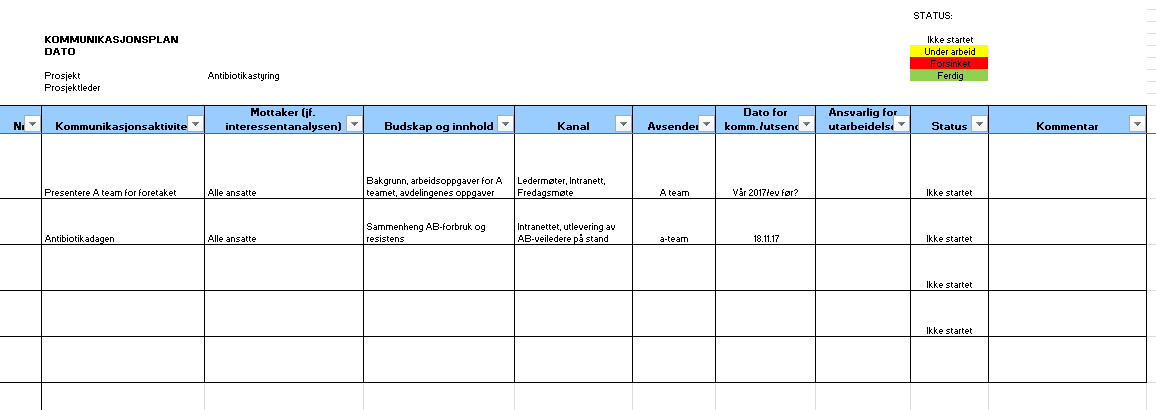 STATUS:
KOMMUNIKASJONSPLAN
Ikke startet
DATO
Under arbeid
Forsinket
Prosjekt
Antibiotikastyring
Ferdig
Prosjektleder
Nr
Kommunikasjonsaktivite
Mottaker (jf.
interessentanalysen)
Budskap og innhold
Kanal
Avsender
Dato for
komm./utsend
Ansvarlig for
utarbeidelse
Status
Kommentar
Presentere A team for foretaket
Alle ansatte
Bakgrunn, arbeidsoppgaver for A
teamet, avdelingenes oppgaver
Ledermøter, Intranett,
Fredagsmøte
A team
Vår 2017/ev før?
Ikke startet
Antibiotikadagen
Alle ansatte
Sammenheng AB-forbruk og
resistens
Intranettet, utlevering av
AB-veiledere på stand
a-team
18.11.17
Ikke startet
Ikke startet
Ikke startet